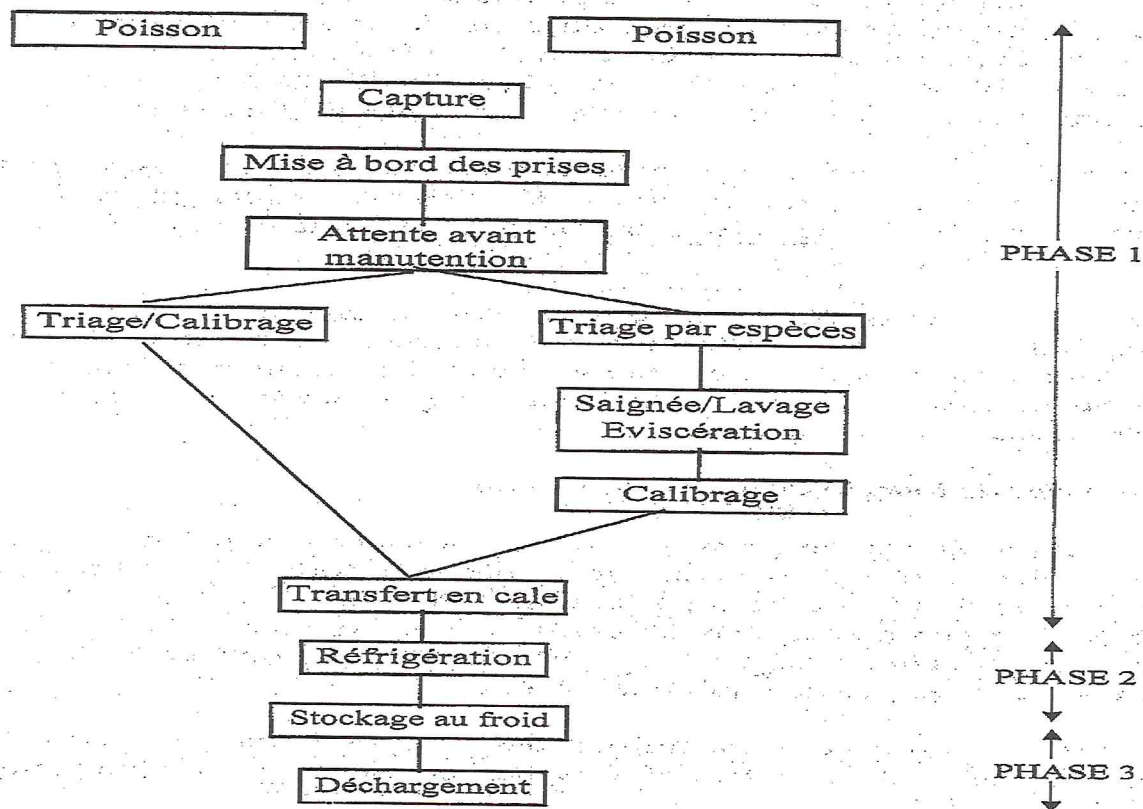 Poisson
Poisson
Capture
Mise à bord des prises
Attente avant
manutention
PHASE 1
Triage/Calibrage
Triage par espèces
Saignée/Lavage
Eviscération
Calibrage
Transfert en cale
Réfrigération
PHASE 2
Stockage au froid
PHASE 3
Déchargement